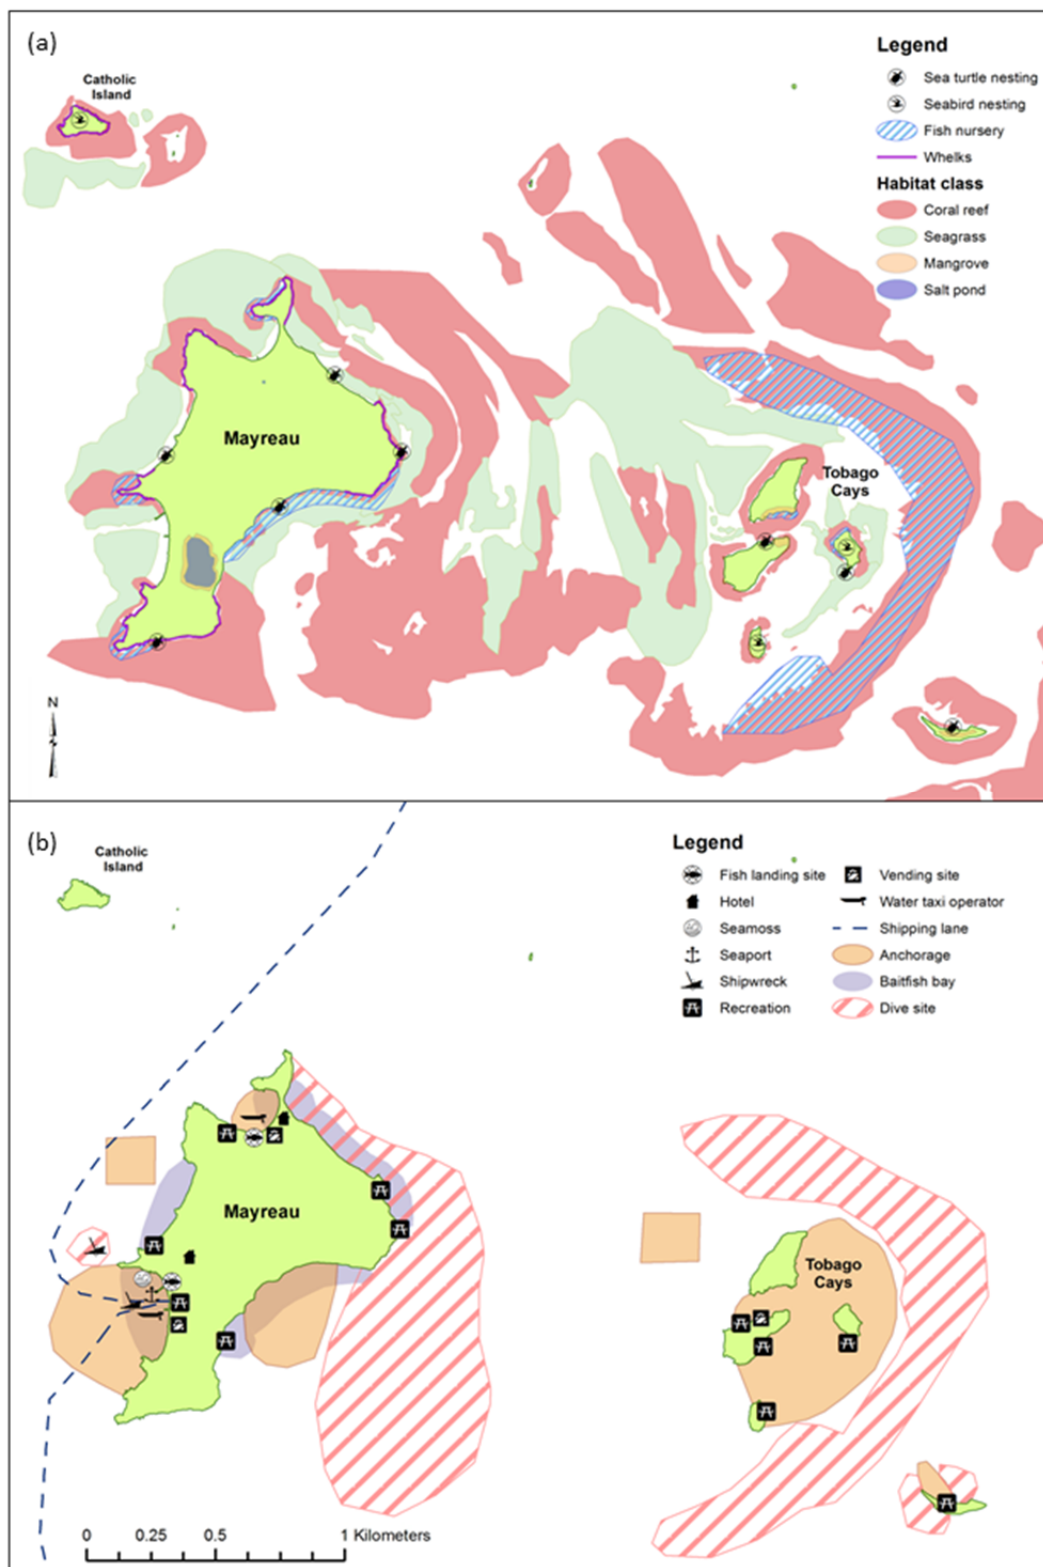 (a)
Catholic
Island
Legend
Sea turtle nesting
Seabird nesting
Fish nursery
Whelks
Habitat class
Coral reef
Seagrass
Mangrove
Salt pond
Mayreau
Tobago
Cays
N
(b)
Catholic
Island
Legend
Fish landing site
Vending site
Hotel
Water taxi operator
Seamoss
Shipping lane
Seaport
Anchorage
Shipwreck
Baitfish bay
Recreation
Dive site
Mayreau
Tobago
Cays
0 0.25 0.5 1 Kilometers